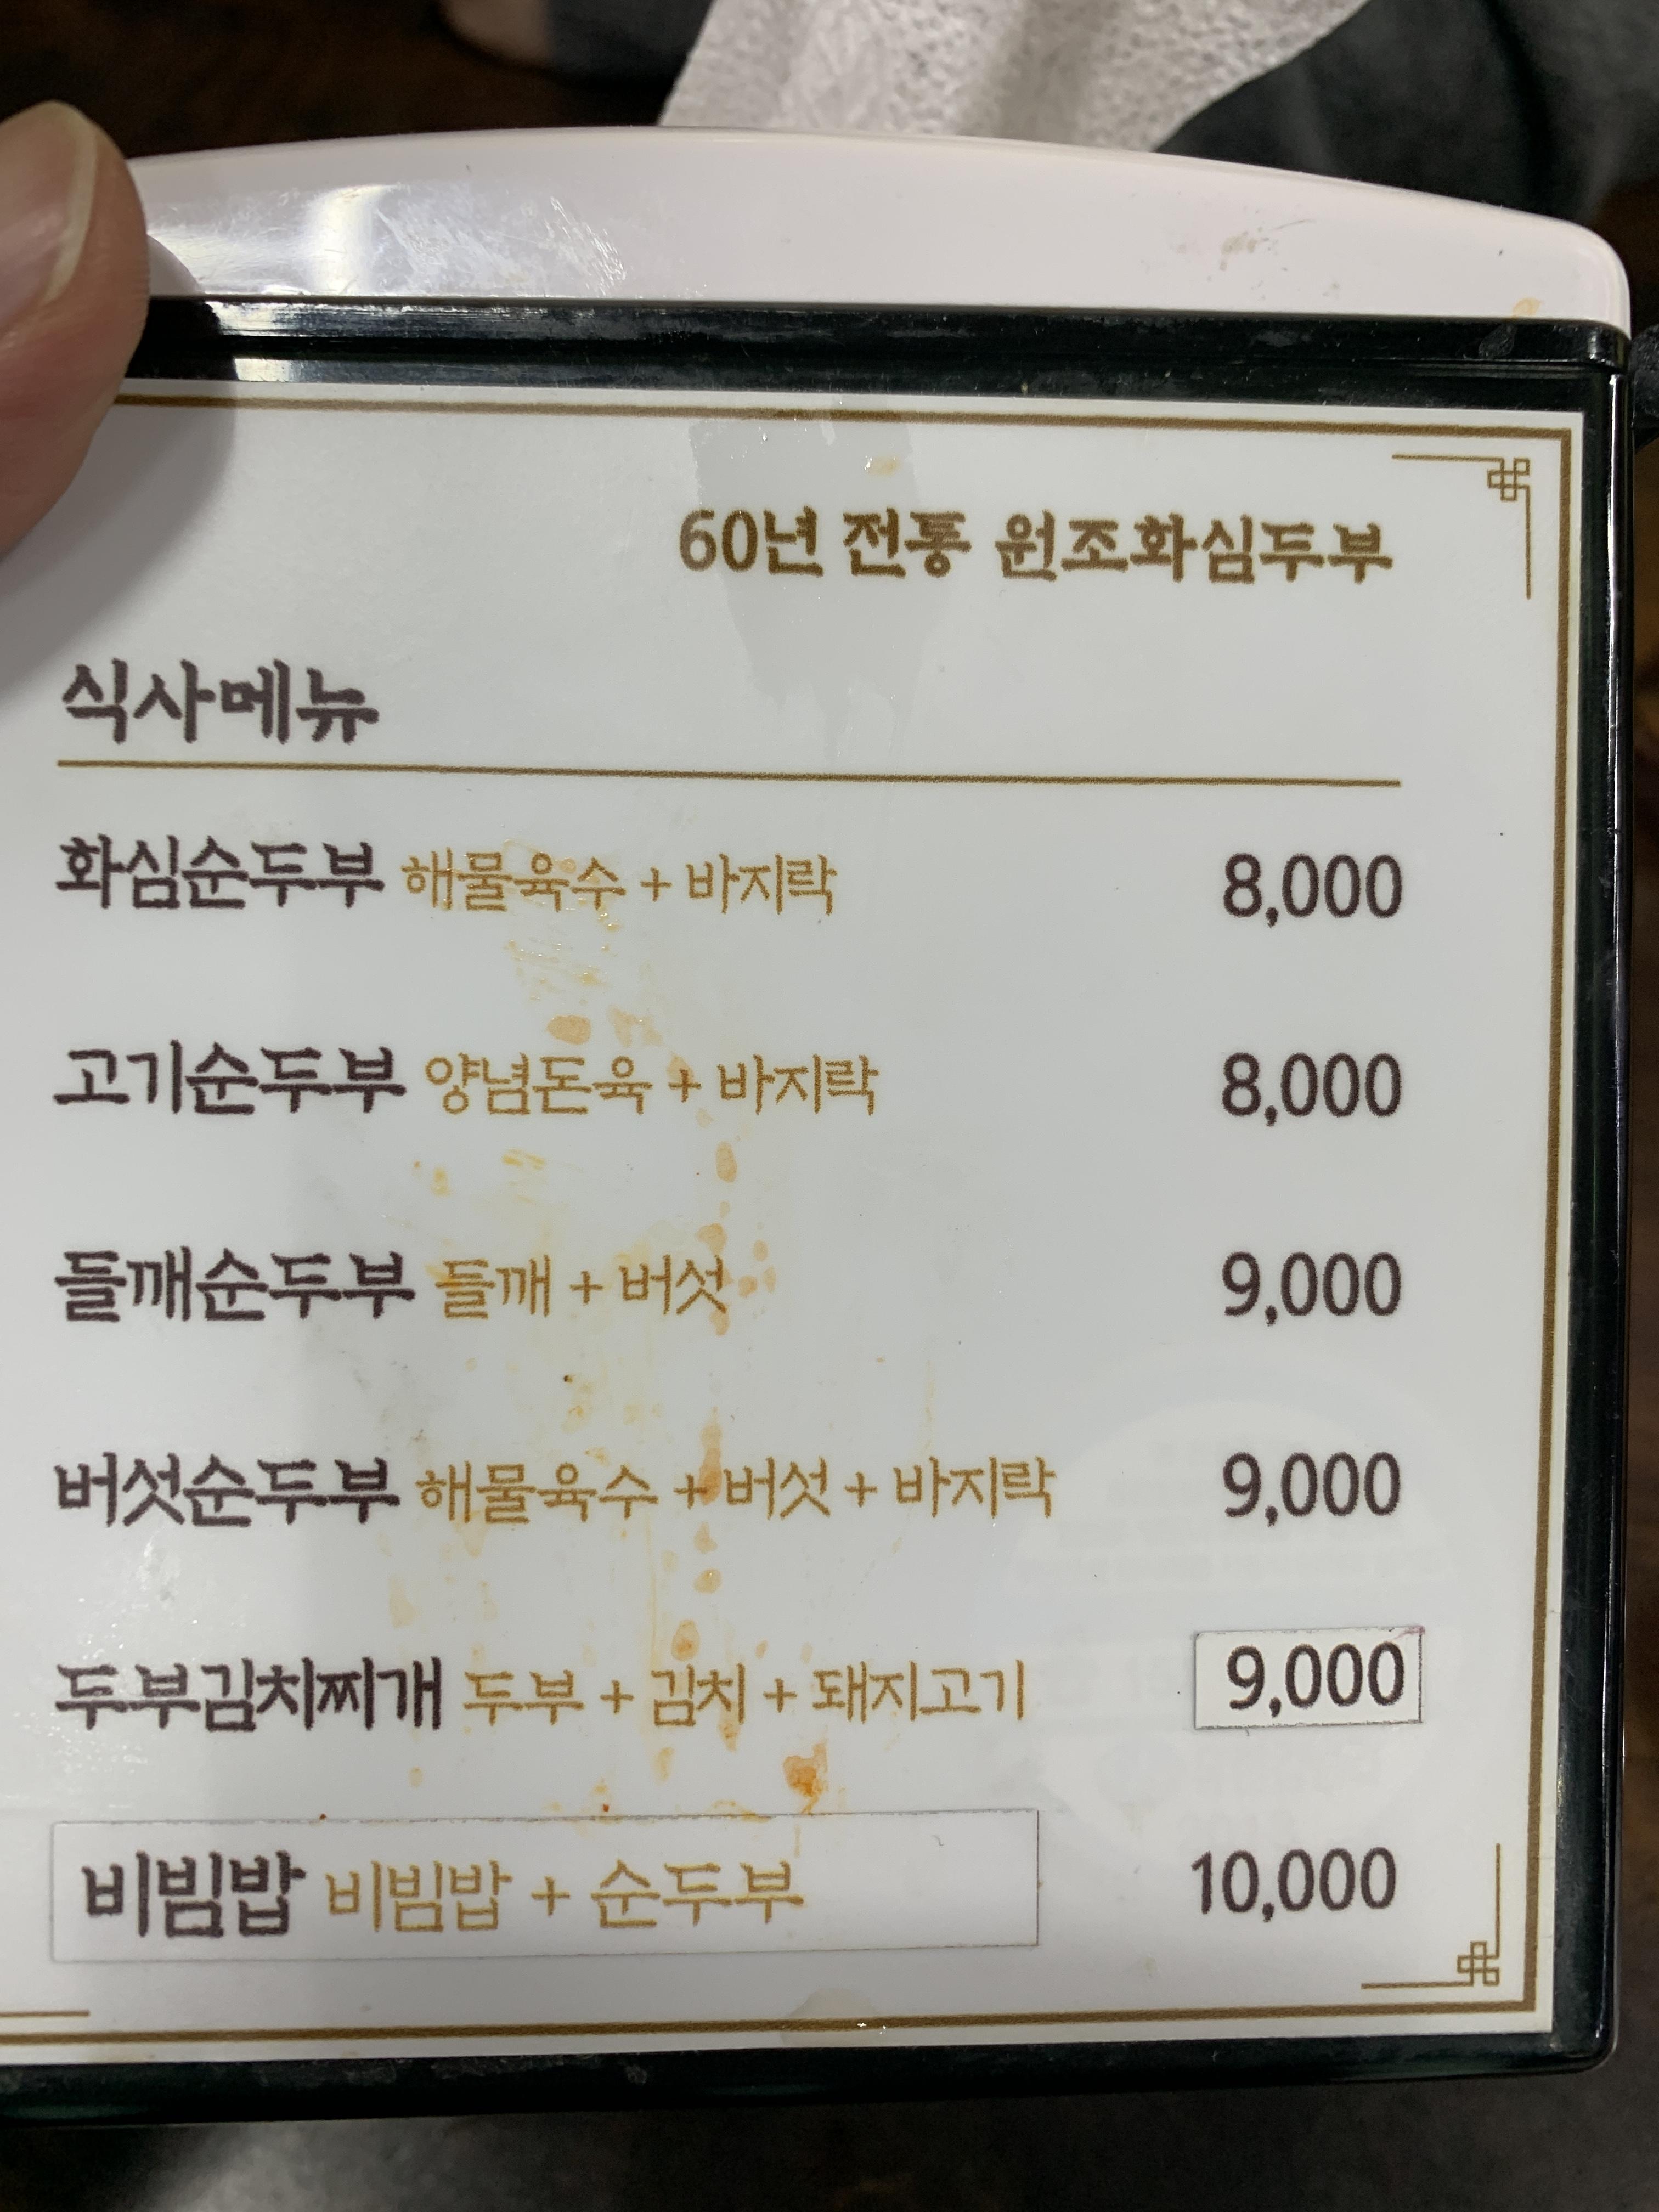 60년 전통 원조화심두부
식사메뉴
화심순두부 해물육수 + 바지락 8,000
고기순두부 양념돈육 + 바지락 8,000
들깨순두부 들깨 + 버섯 9,000
버섯순두부 해물육수 + 버섯 + 바지락 9,000
두부김치찌개 두부 + 김치 + 돼지고기 9,000
비빔밥 비빔밥 + 순두부 10,000